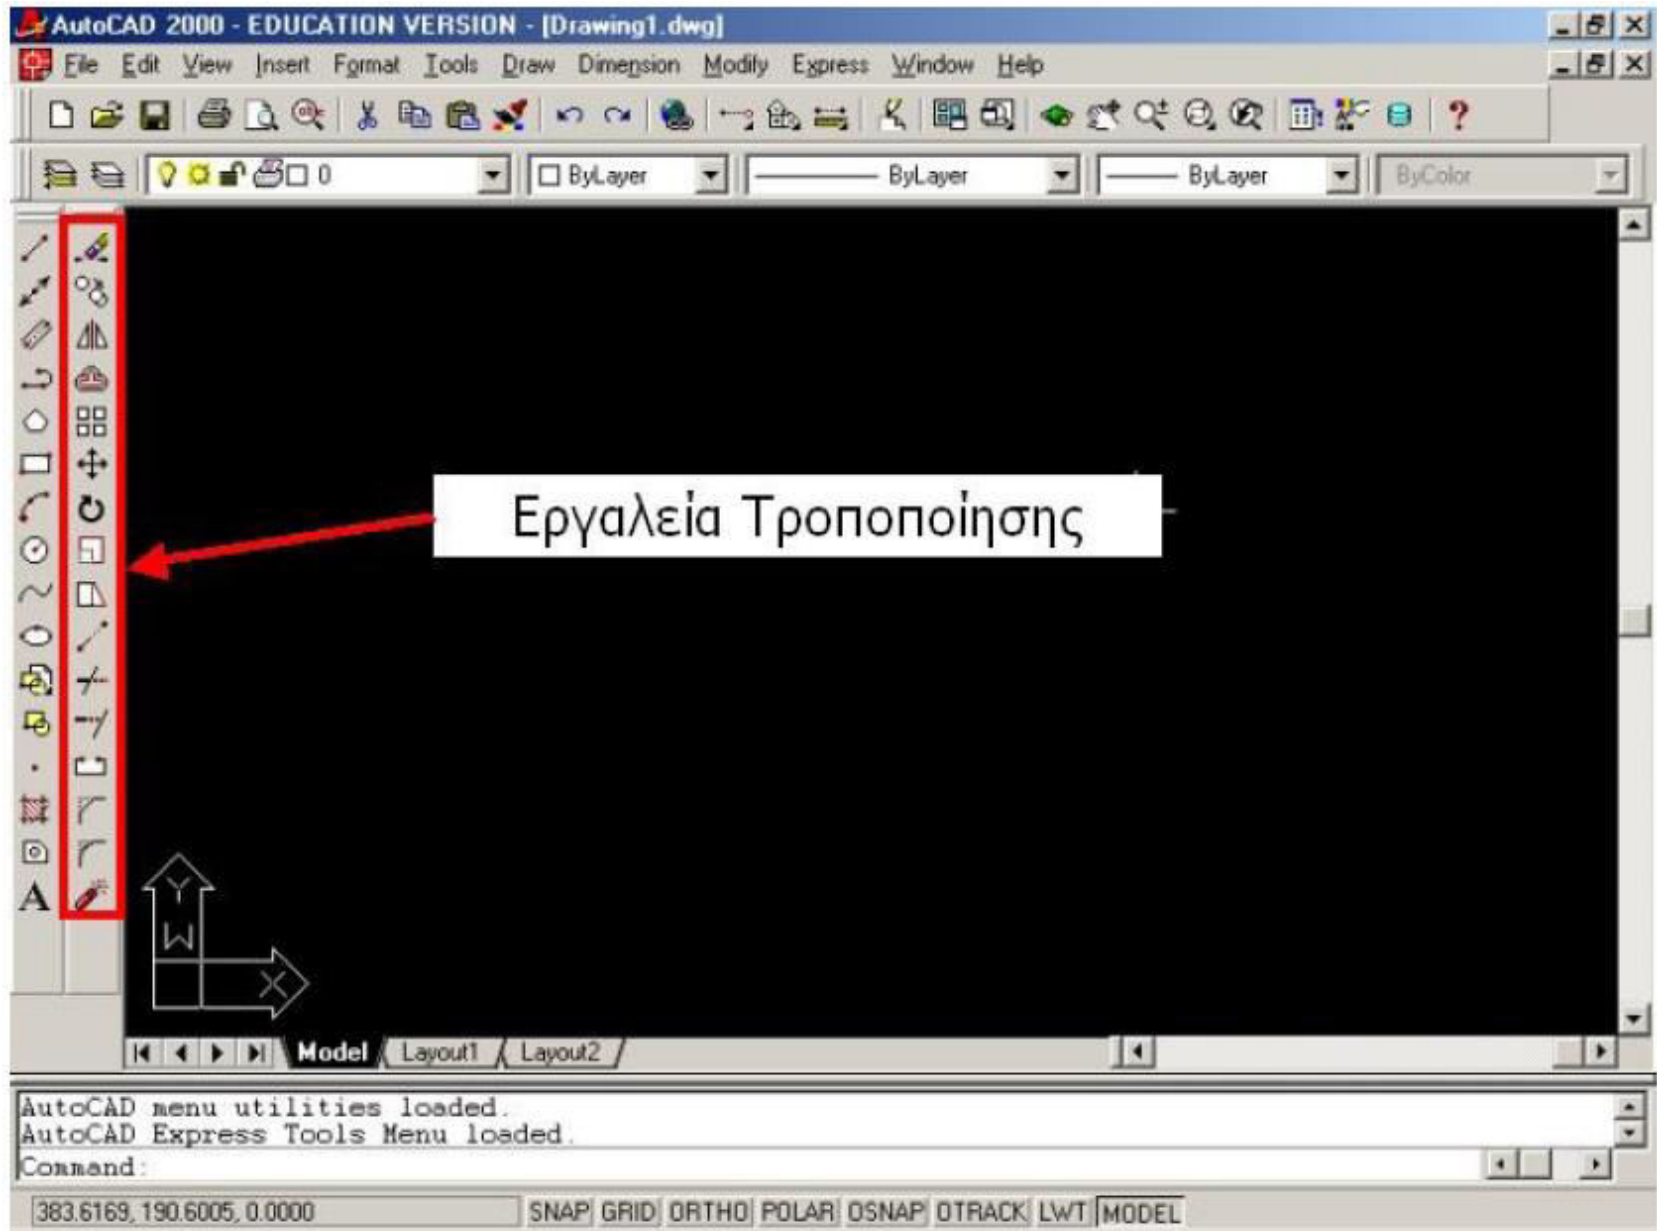 AutoCAD 2000 - EDUCATION VERSION - [Drawing1.dwg]
File Edit View Insert Format Tools Draw Dimension Modify Express Window Help
0 ByLayer ByLayer ByLayer ByColor
Εργαλεία Τροποποίησης
A
Y
W
X
Model Layout1 Layout2
AutoCAD menu utilities loaded.
AutoCAD Express Tools Menu loaded.
Command:
383.6169, 190.6005, 0.0000 SNAP GRID ORTHO POLAR OSNAP OTRACK LWT MODEL